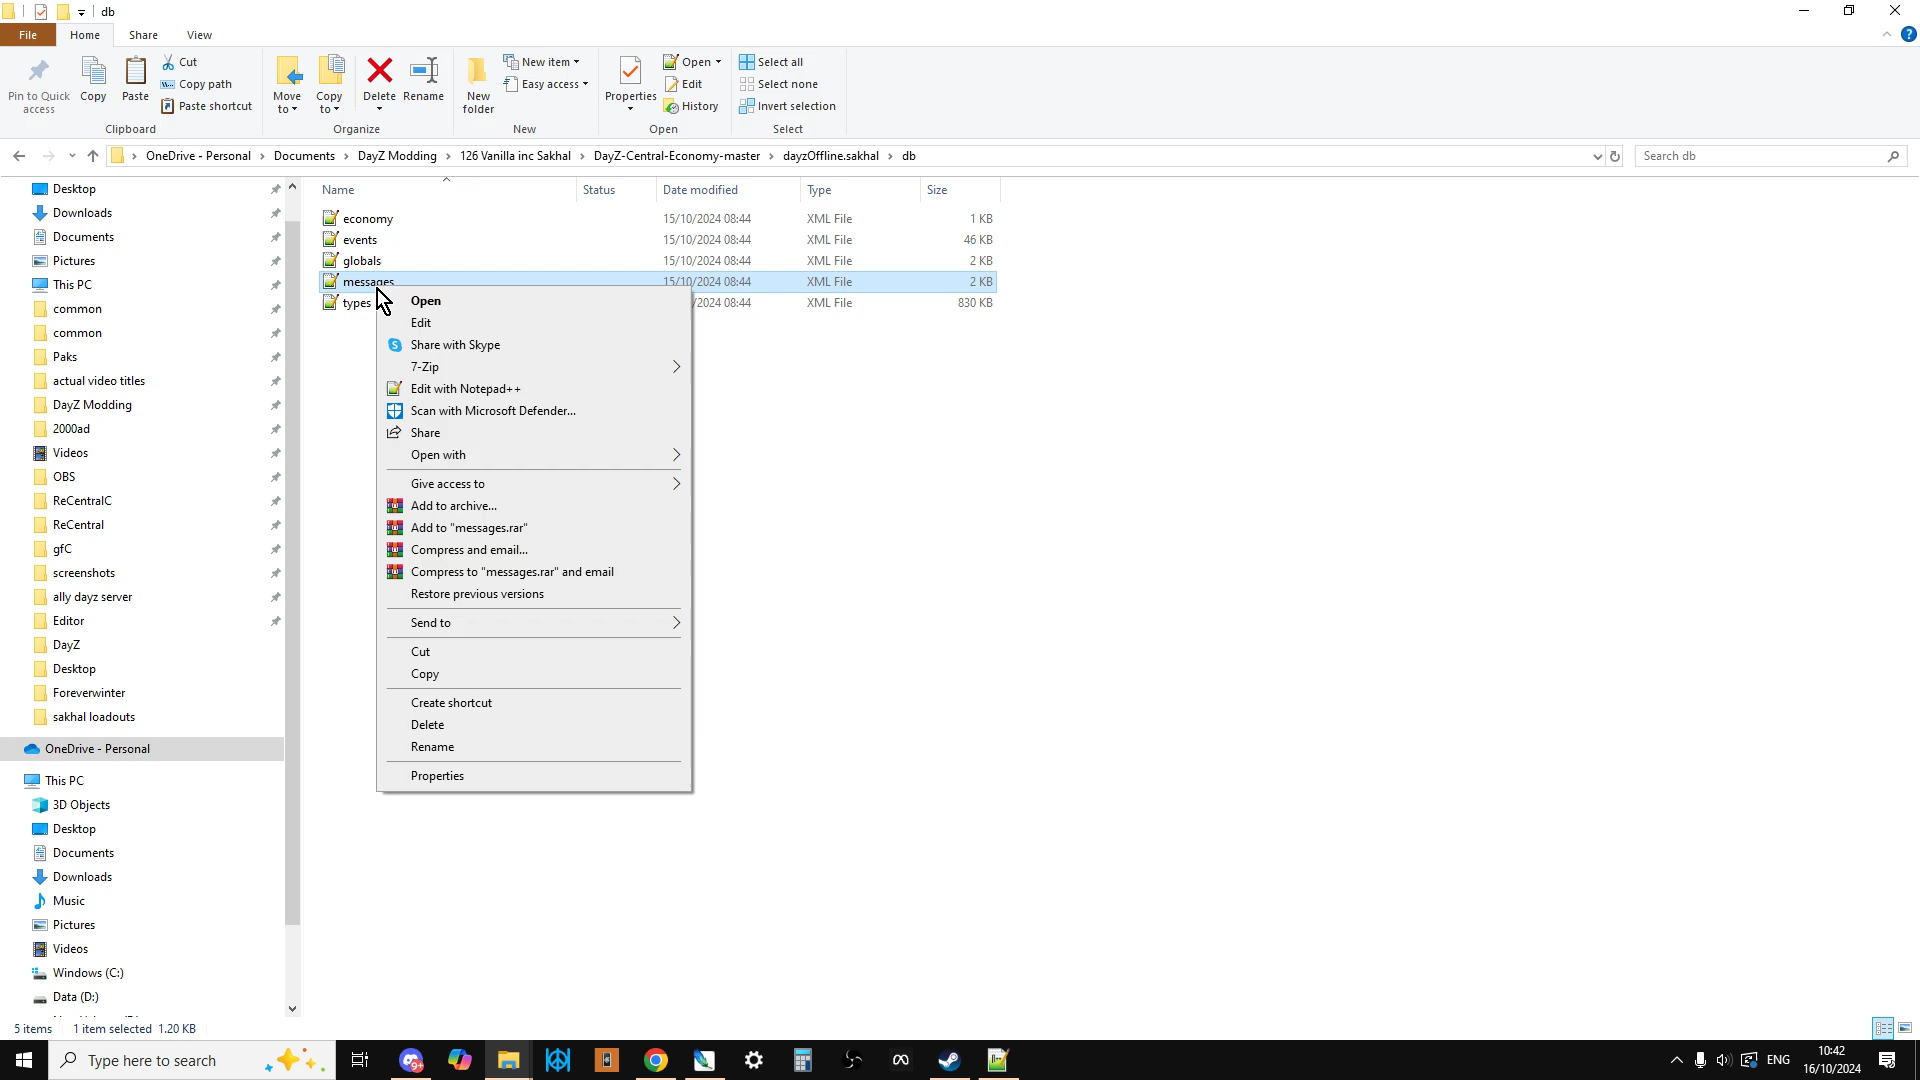 db
File
Home
Share
View
Pin to Quick access
Copy
Paste
Cut
Copy path
Paste shortcut
Clipboard
Move to
Copy to
Delete
Rename
Organize
New folder
New item
Easy access
New
Properties
Open
Edit
History
Open
Select all
Select none
Invert selection
Select
OneDrive - Personal > Documents > DayZ Modding > 126 Vanilla inc Sakhal > DayZ-Central-Economy-master > dayzOffline.sakhal > db
Search db
Name Status Date modified Type Size
economy 15/10/2024 08:44 XML File 1 KB
events 15/10/2024 08:44 XML File 46 KB
globals 15/10/2024 08:44 XML File 2 KB
messages 15/10/2024 08:44 XML File 2 KB
types /2024 08:44 XML File 830 KB
Open
Edit
Share with Skype
7-Zip
Edit with Notepad++
Scan with Microsoft Defender...
Share
Open with
Give access to
Add to archive...
Add to "messages.rar"
Compress and email...
Compress to "messages.rar" and email
Restore previous versions
Send to
Cut
Copy
Create shortcut
Delete
Rename
Properties
Desktop
Downloads
Documents
Pictures
This PC
common
common
Paks
actual video titles
DayZ Modding
2000ad
Videos
OBS
ReCentralC
ReCentral
gfC
screenshots
ally dayz server
Editor
DayZ
Desktop
Foreverwinter
sakhal loadouts
OneDrive - Personal
This PC
3D Objects
Desktop
Documents
Downloads
Music
Pictures
Videos
Windows (C:)
Data (D:)
5 items 1 item selected 1.20 KB
Type here to search
ENG
10:42
16/10/2024